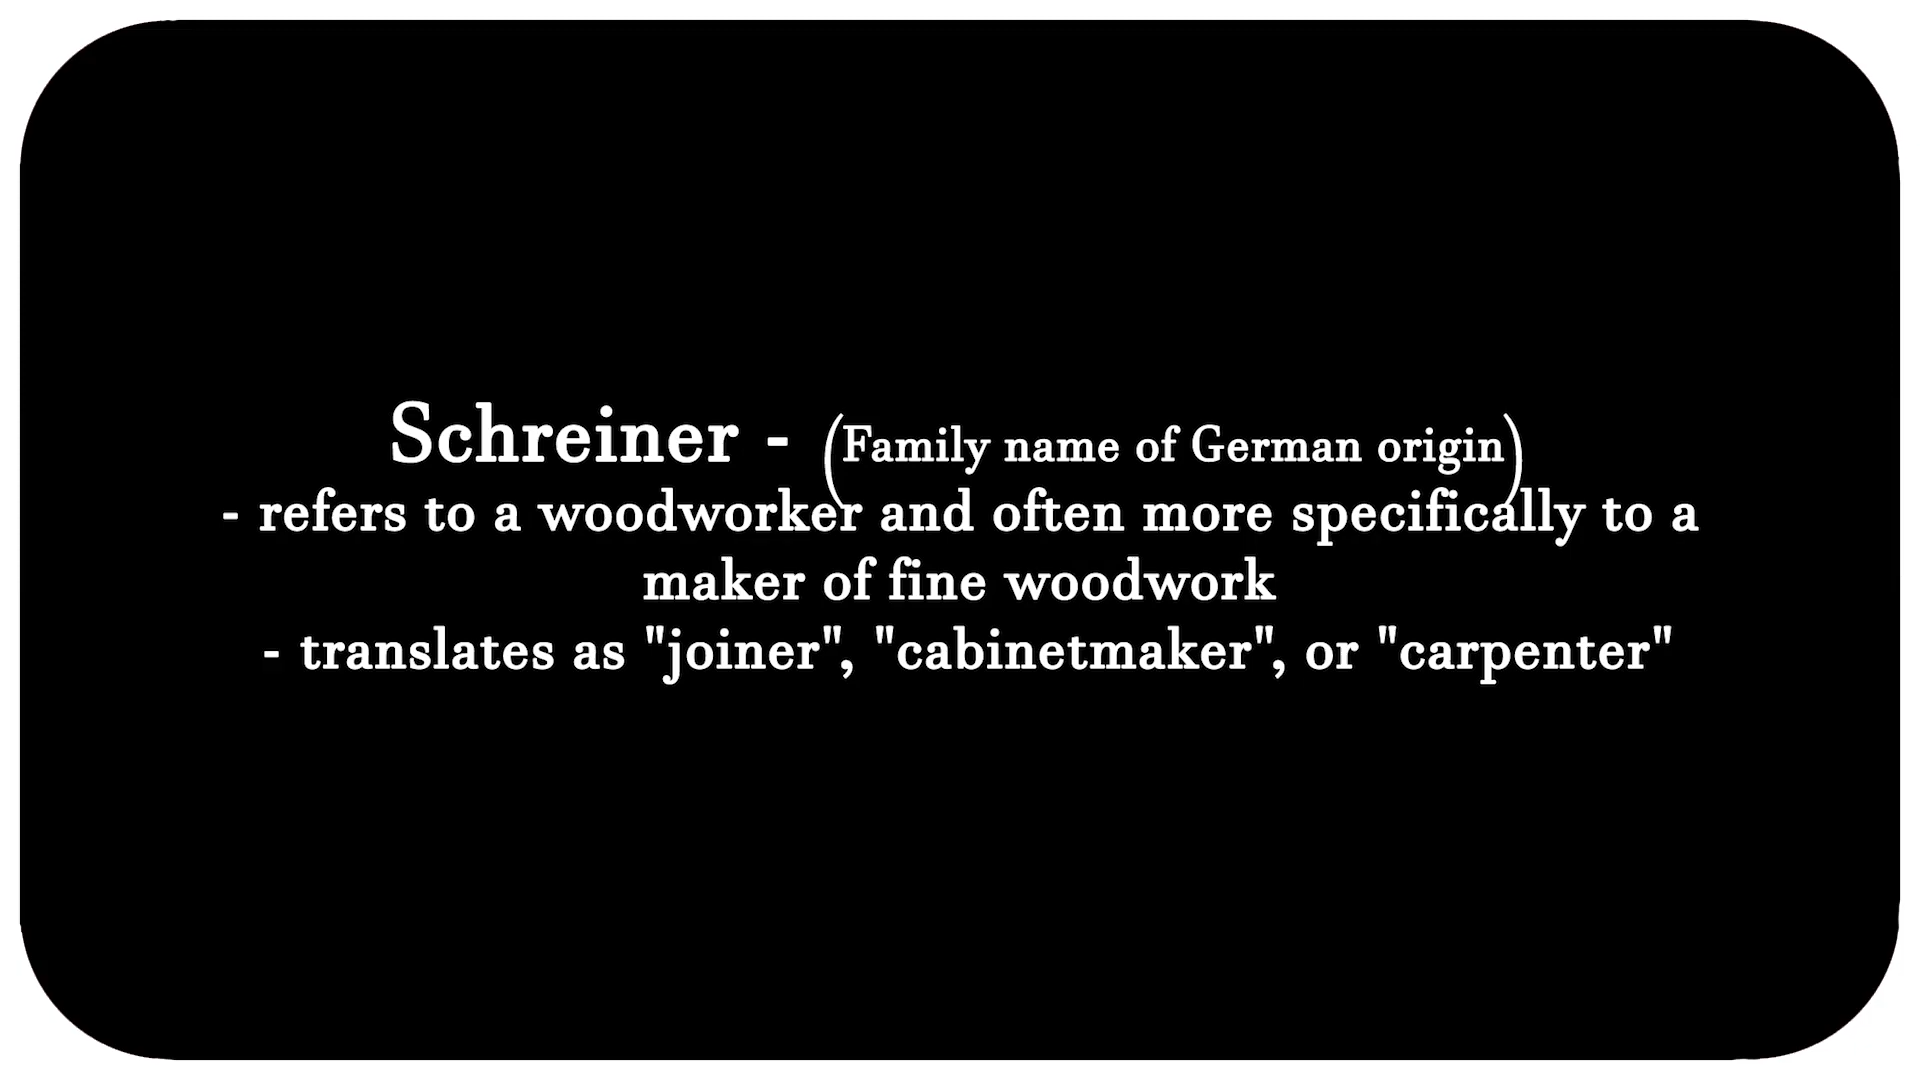 Schreiner - (Family name of German origin)
- refers to a woodworker and often more specifically to a
maker of fine woodwork
- translates as "joiner", "cabinetmaker", or "carpenter"